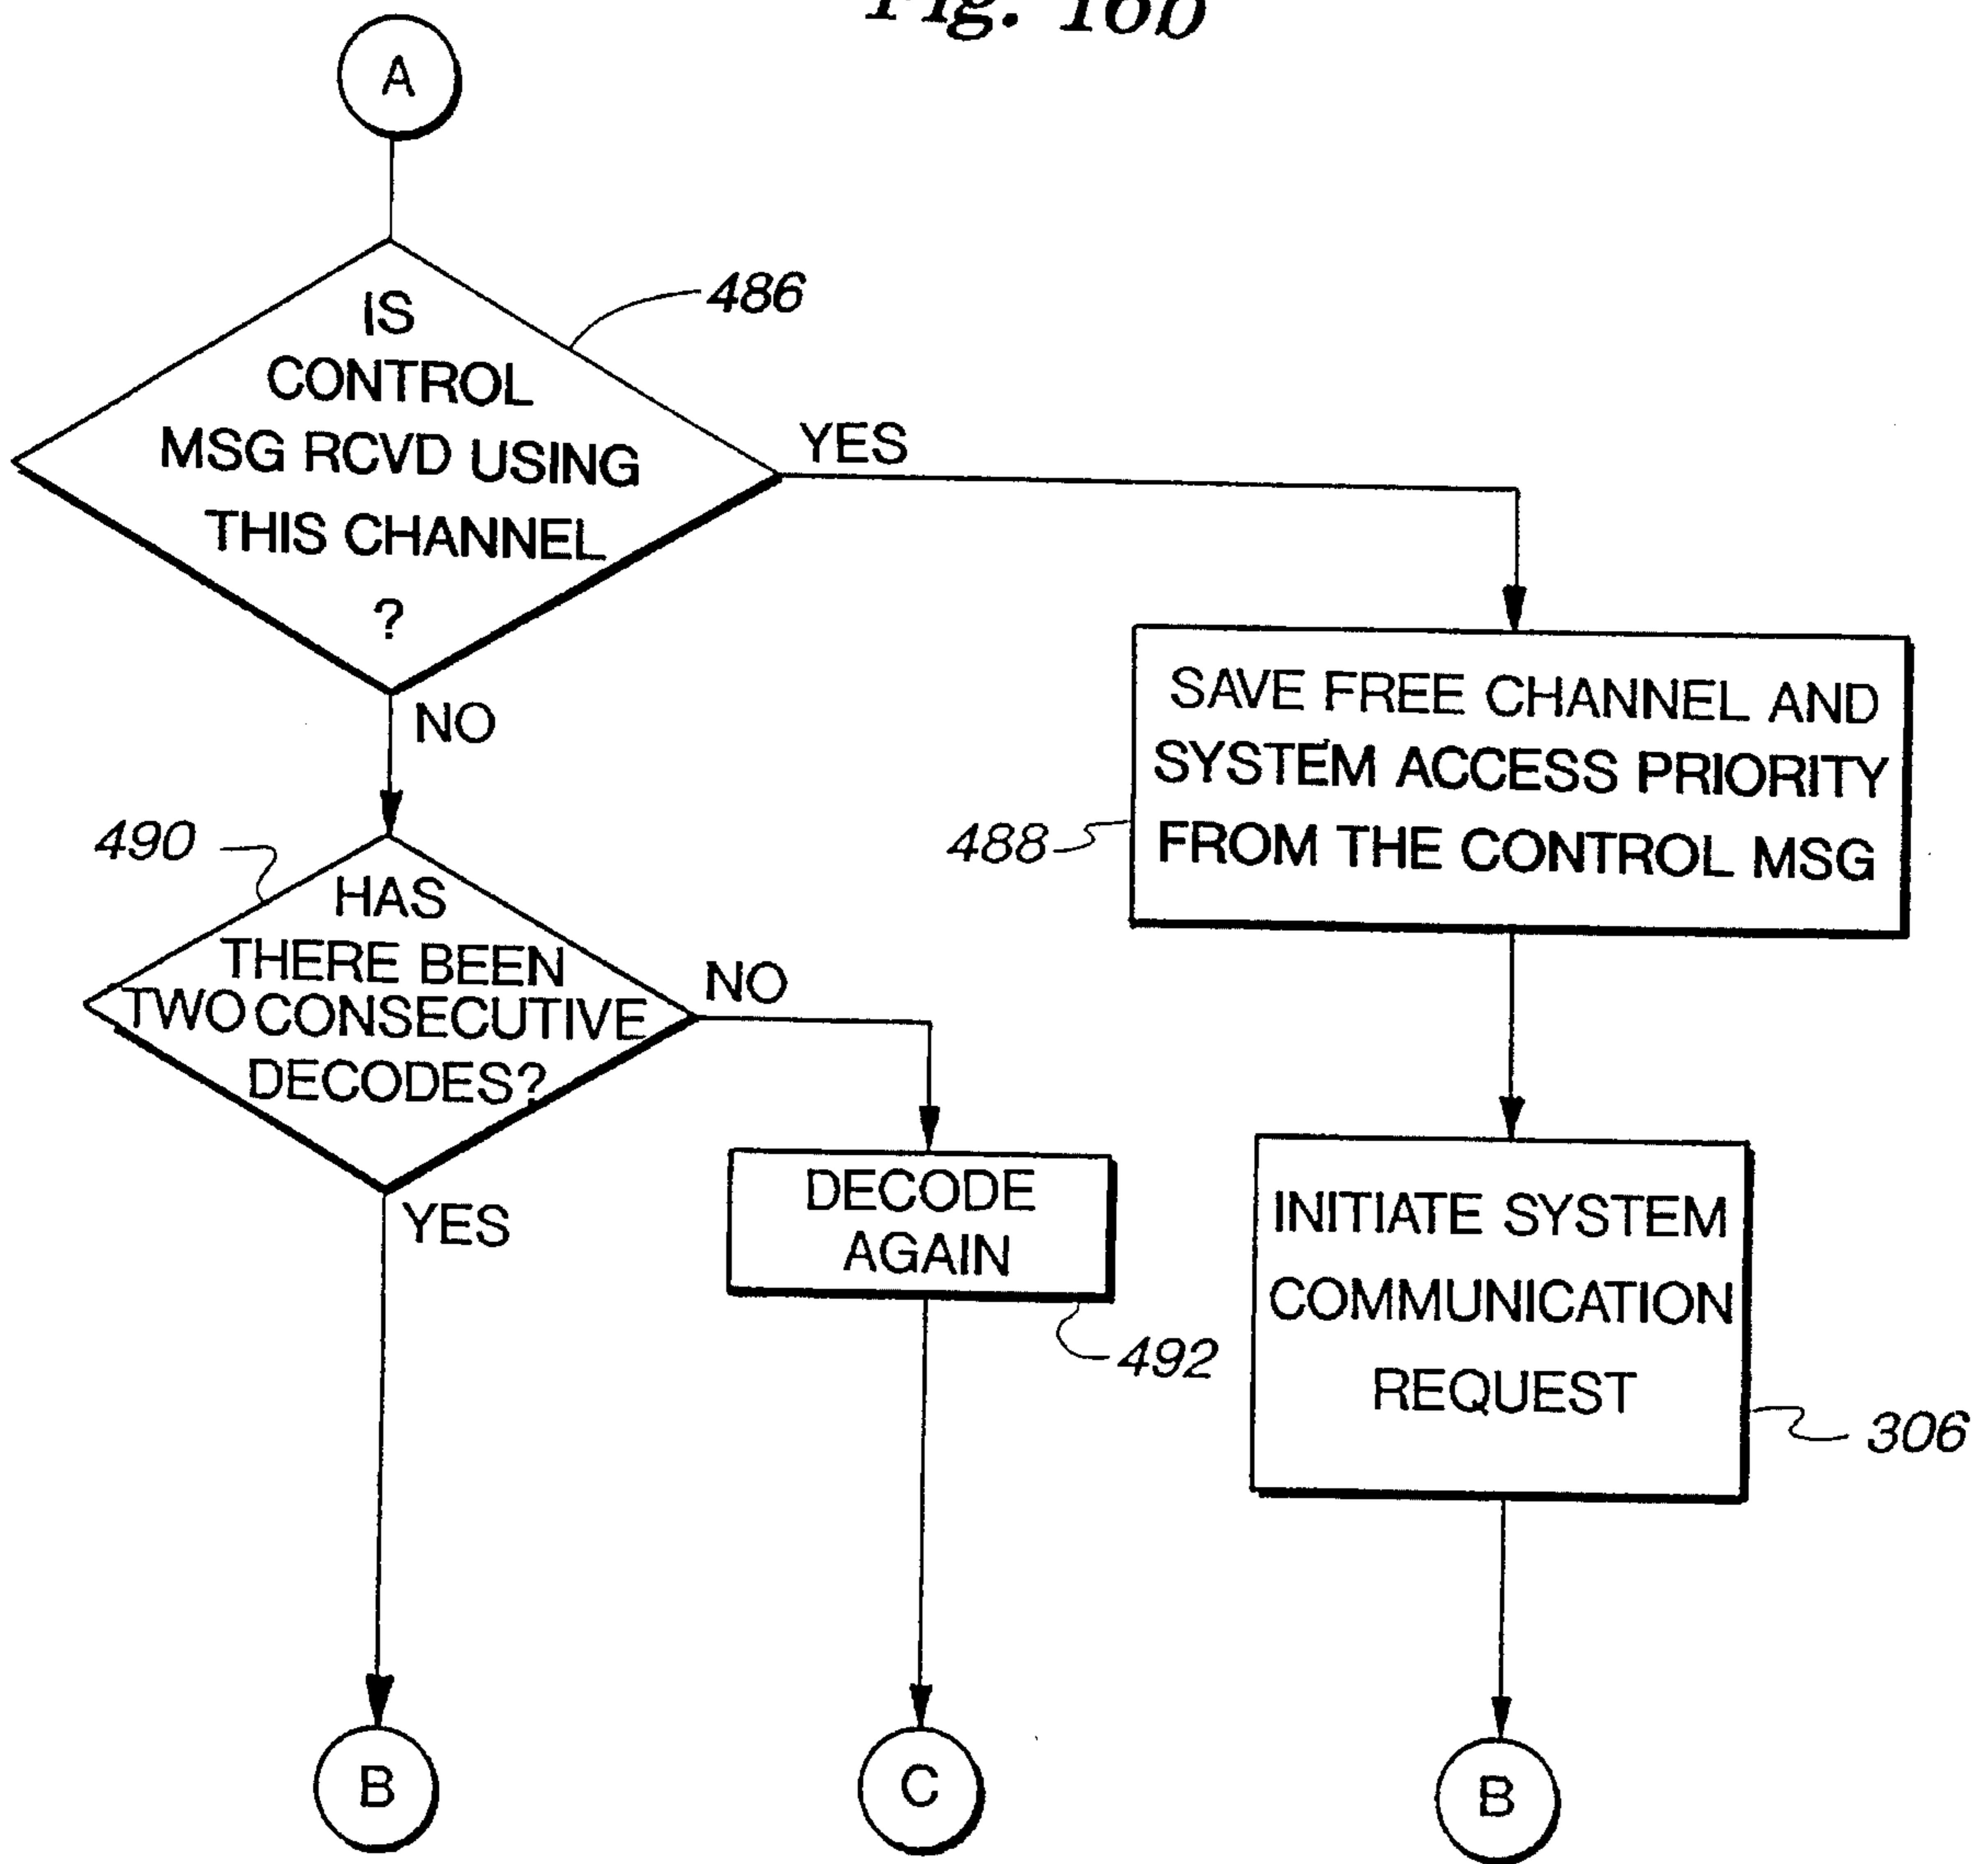 Fig. 16b
A
IS
CONTROL
MSG RCVD USING
THIS CHANNEL
?
486
YES
NO
SAVE FREE CHANNEL AND
SYSTEM ACCESS PRIORITY
FROM THE CONTROL MSG
488
490
HAS
THERE BEEN
TWO CONSECUTIVE
DECODES?
NO
YES
DECODE
AGAIN
492
INITIATE SYSTEM
COMMUNICATION
REQUEST
306
B
C
B